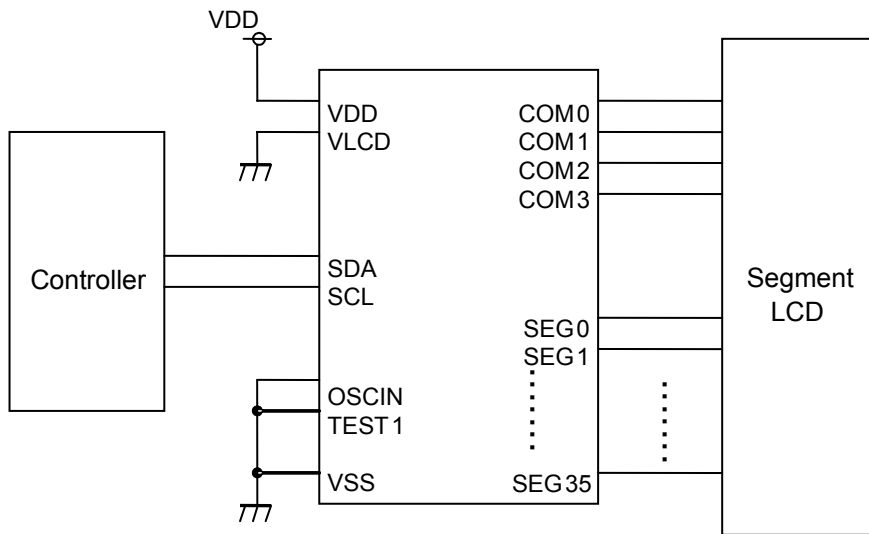 VDD
VDD
VLCD
SDA
SCL
OSCIN
TEST1
VSS
COM0
COM1
COM2
COM3
SEG0
SEG1
SEG35
Controller
Segment
LCD